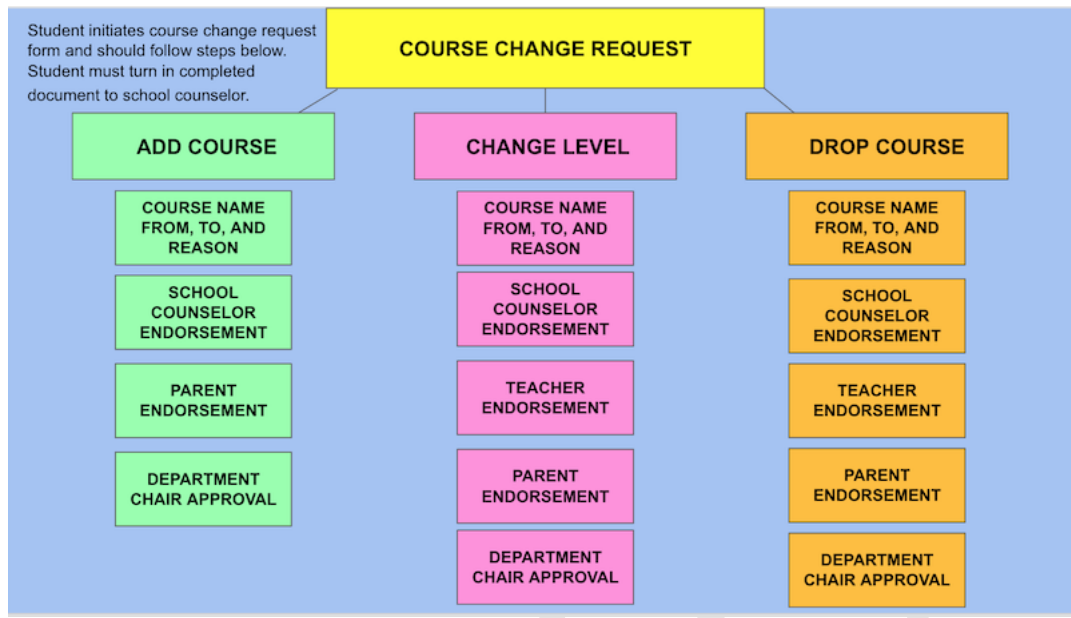 Student initiates course change request
form and should follow steps below.
Student must turn in completed
document to school counselor.
COURSE CHANGE REQUEST
ADD COURSE
COURSE NAME
FROM, TO, AND
REASON
SCHOOL
COUNSELOR
ENDORSEMENT
PARENT
ENDORSEMENT
DEPARTMENT
CHAIR APPROVAL
CHANGE LEVEL
COURSE NAME
FROM, TO, AND
REASON
SCHOOL
COUNSELOR
ENDORSEMENT
TEACHER
ENDORSEMENT
PARENT
ENDORSEMENT
DEPARTMENT
CHAIR APPROVAL
DROP COURSE
COURSE NAME
FROM, TO, AND
REASON
SCHOOL
COUNSELOR
ENDORSEMENT
TEACHER
ENDORSEMENT
PARENT
ENDORSEMENT
DEPARTMENT
CHAIR APPROVAL